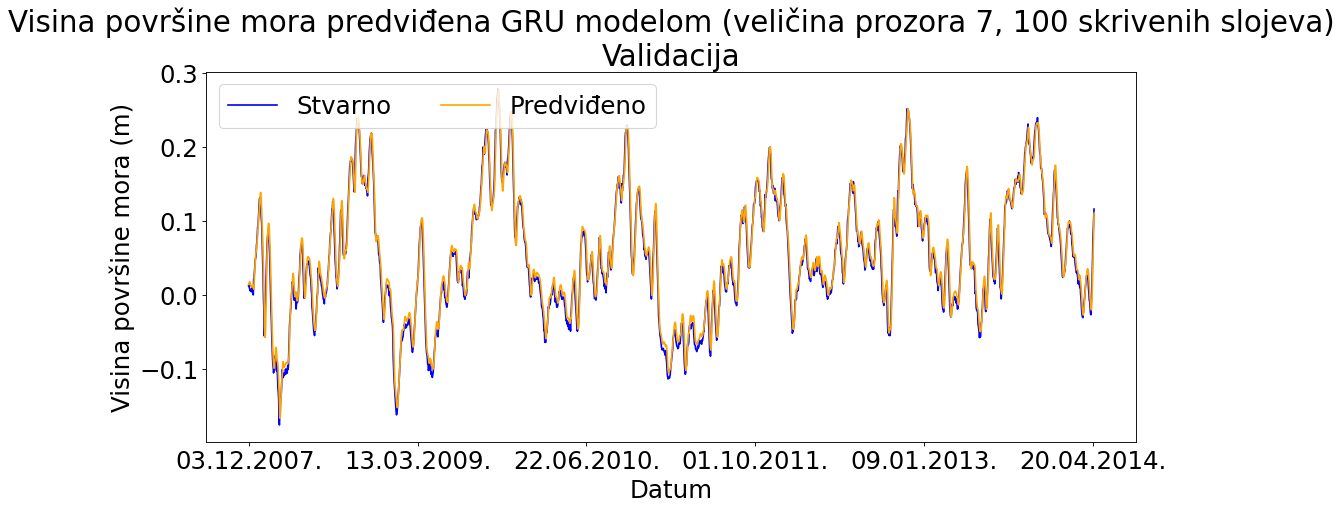 Visina površine mora predviđena GRU modelom (veličina prozora 7, 100 skrivenih slojeva)
Validacija
Stvarno Predviđeno
Visina površine mora (m)
0.3
0.2
0.1
0.0
−0.1
03.12.2007. 13.03.2009. 22.06.2010. 01.10.2011. 09.01.2013. 20.04.2014.
Datum